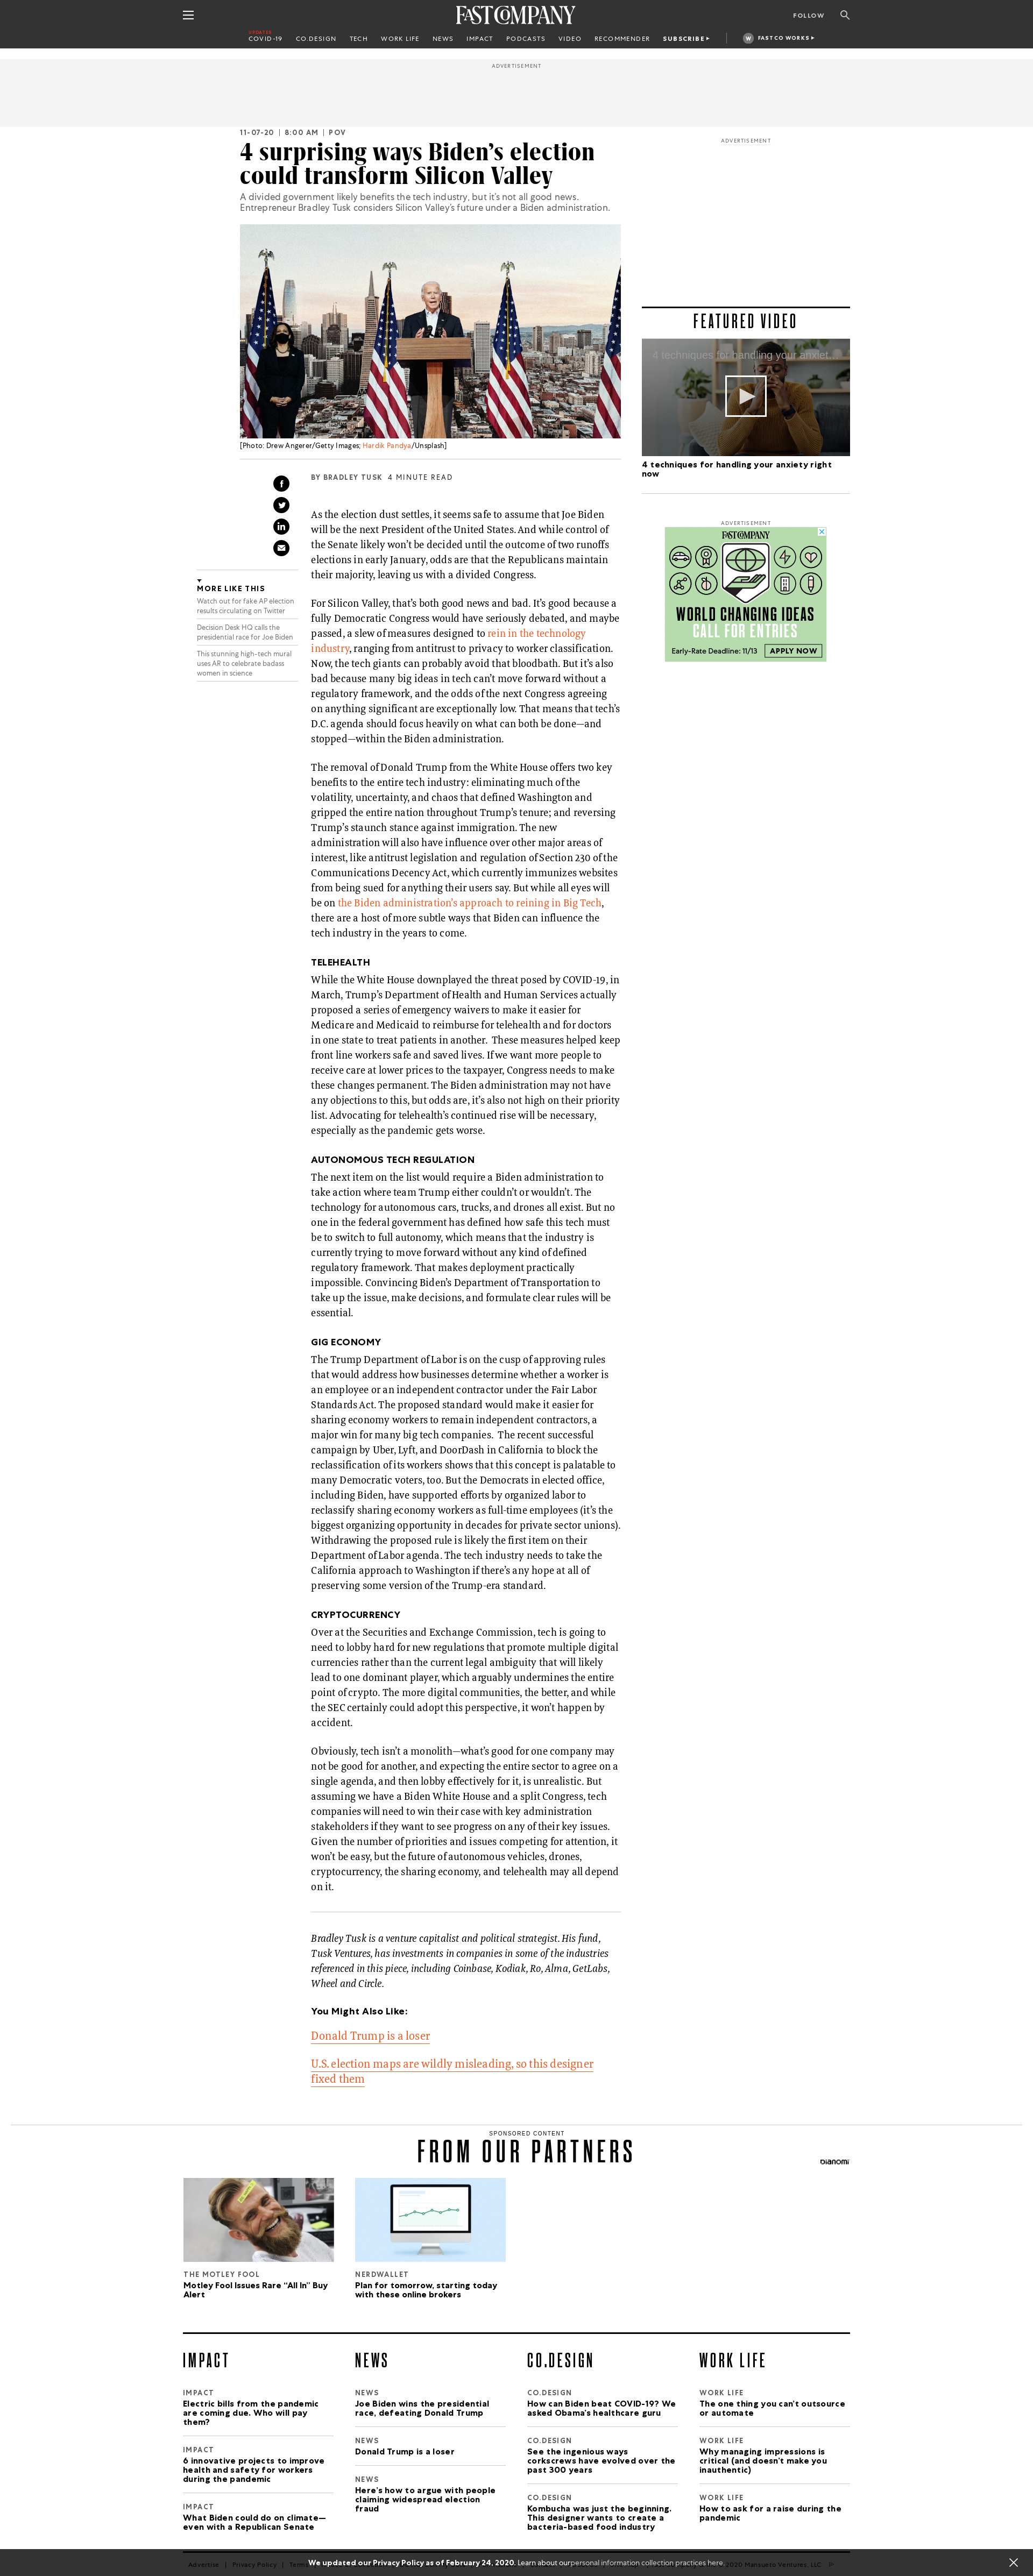 FAST COMPANY
FOLLOW
UPDATED
COVID-19
CO.DESIGN
TECH
WORK LIFE
NEWS
IMPACT
PODCASTS
VIDEO
RECOMMENDER
SUBSCRIBE
W FASTCO WORKS
ADVERTISEMENT
11-07-20 | 8:00 AM | POV
4 surprising ways Biden’s election
could transform Silicon Valley
A divided government likely benefits the tech industry, but it’s not all good news.
Entrepreneur Bradley Tusk considers Silicon Valley’s future under a Biden administration.
[Photo: Drew Angerer/Getty Images; Hardik Pandya/Unsplash]
BY BRADLEY TUSK 4 MINUTE READ
MORE LIKE THIS
Watch out for fake AP election
results circulating on Twitter
Decision Desk HQ calls the
presidential race for Joe Biden
This stunning high-tech mural
uses AR to celebrate badass
women in science
As the election dust settles, it seems safe to assume that Joe Biden
will be the next President of the United States. And while control of
the Senate likely won’t be decided until the outcome of two runoffs
elections in early January, odds are that the Republicans maintain
their majority, leaving us with a divided Congress.
For Silicon Valley, that’s both good news and bad. It’s good because a
fully Democratic Congress would have seriously debated, and maybe
passed, a slew of measures designed to rein in the technology
industry, ranging from antitrust to privacy to worker classification.
Now, the tech giants can probably avoid that bloodbath. But it’s also
bad because many big ideas in tech can’t move forward without a
regulatory framework, and the odds of the next Congress agreeing
on anything significant are exceptionally low. That means that tech’s
D.C. agenda should focus heavily on what can both be done—and
stopped—within the Biden administration.
The removal of Donald Trump from the White House offers two key
benefits to the entire tech industry: eliminating much of the
volatility, uncertainty, and chaos that defined Washington and
gripped the entire nation throughout Trump’s tenure; and reversing
Trump’s staunch stance against immigration. The new
administration will also have influence over other major areas of
interest, like antitrust legislation and regulation of Section 230 of the
Communications Decency Act, which currently immunizes websites
from being sued for anything their users say. But while all eyes will
be on the Biden administration’s approach to reining in Big Tech,
there are a host of more subtle ways that Biden can influence the
tech industry in the years to come.
TELEHEALTH
While the White House downplayed the threat posed by COVID-19, in
March, Trump’s Department of Health and Human Services actually
proposed a series of emergency waivers to make it easier for
Medicare and Medicaid to reimburse for telehealth and for doctors
in one state to treat patients in another. These measures helped keep
front line workers safe and saved lives. If we want more people to
receive care at lower prices to the taxpayer, Congress needs to make
these changes permanent. The Biden administration may not have
any objections to this, but odds are, it’s also not high on their priority
list. Advocating for telehealth’s continued rise will be necessary,
especially as the pandemic gets worse.
AUTONOMOUS TECH REGULATION
The next item on the list would require a Biden administration to
take action where team Trump either couldn’t or wouldn’t. The
technology for autonomous cars, trucks, and drones all exist. But no
one in the federal government has defined how safe this tech must
be to switch to full autonomy, which means that the industry is
currently trying to move forward without any kind of defined
regulatory framework. That makes deployment practically
impossible. Convincing Biden’s Department of Transportation to
take up the issue, make decisions, and formulate clear rules will be
essential.
GIG ECONOMY
The Trump Department of Labor is on the cusp of approving rules
that would address how businesses determine whether a worker is
an employee or an independent contractor under the Fair Labor
Standards Act. The proposed standard would make it easier for
sharing economy workers to remain independent contractors, a
major win for many big tech companies. The recent successful
campaign by Uber, Lyft, and DoorDash in California to block the
reclassification of its workers shows that this concept is palatable to
many Democratic voters, too. But the Democrats in elected office,
including Biden, have supported efforts by organized labor to
reclassify sharing economy workers as full-time employees (it’s the
biggest organizing opportunity in decades for private sector unions).
Withdrawing the proposed rule is likely the first item on their
Department of Labor agenda. The tech industry needs to take the
California approach to Washington if there’s any hope at all of
preserving some version of the Trump-era standard.
CRYPTOCURRENCY
Over at the Securities and Exchange Commission, tech is going to
need to lobby hard for new regulations that promote multiple digital
currencies rather than the current legal ambiguity that will likely
lead to one dominant player, which arguably undermines the entire
point of crypto. The more digital communities, the better, and while
the SEC certainly could adopt this perspective, it won’t happen by
accident.
Obviously, tech isn’t a monolith—what’s good for one company may
not be good for another, and expecting the entire sector to agree on a
single agenda, and then lobby effectively for it, is unrealistic. But
assuming we have a Biden White House and a split Congress, tech
companies will need to win their case with key administration
stakeholders if they want to see progress on any of their key issues.
Given the number of priorities and issues competing for attention, it
won’t be easy, but the future of autonomous vehicles, drones,
cryptocurrency, the sharing economy, and telehealth may all depend
on it.
Bradley Tusk is a venture capitalist and political strategist. His fund,
Tusk Ventures, has investments in companies in some of the industries
referenced in this piece, including Coinbase, Kodiak, Ro, Alma, GetLabs,
Wheel and Circle.
You Might Also Like:
Donald Trump is a loser
U.S. election maps are wildly misleading, so this designer
fixed them
ADVERTISEMENT
FEATURED VIDEO
4 techniques for handling your anxiet...
4 techniques for handling your anxiety right
now
ADVERTISEMENT
FAST COMPANY
WORLD CHANGING IDEAS
CALL FOR ENTRIES
Early-Rate Deadline: 11/13
APPLY NOW
SPONSORED CONTENT
FROM OUR PARTNERS
bianomi
THE MOTLEY FOOL
Motley Fool Issues Rare “All In” Buy
Alert
NERDWALLET
Plan for tomorrow, starting today
with these online brokers
IMPACT
IMPACT
Electric bills from the pandemic
are coming due. Who will pay
them?
IMPACT
6 innovative projects to improve
health and safety for workers
during the pandemic
IMPACT
What Biden could do on climate—
even with a Republican Senate
NEWS
NEWS
Joe Biden wins the presidential
race, defeating Donald Trump
NEWS
Donald Trump is a loser
NEWS
Here’s how to argue with people
claiming widespread election
fraud
CO.DESIGN
CO.DESIGN
How can Biden beat COVID-19? We
asked Obama’s healthcare guru
CO.DESIGN
See the ingenious ways
corkscrews have evolved over the
past 300 years
CO.DESIGN
Kombucha was just the beginning.
This designer wants to create a
bacteria-based food industry
WORK LIFE
WORK LIFE
The one thing you can’t outsource
or automate
WORK LIFE
Why managing impressions is
critical (and doesn’t make you
inauthentic)
WORK LIFE
How to ask for a raise during the
pandemic
Advertise | Privacy Policy | Terms
2020 Mansueto Ventures, LLC
We updated our Privacy Policy as of February 24, 2020. Learn about our personal information collection practices here.